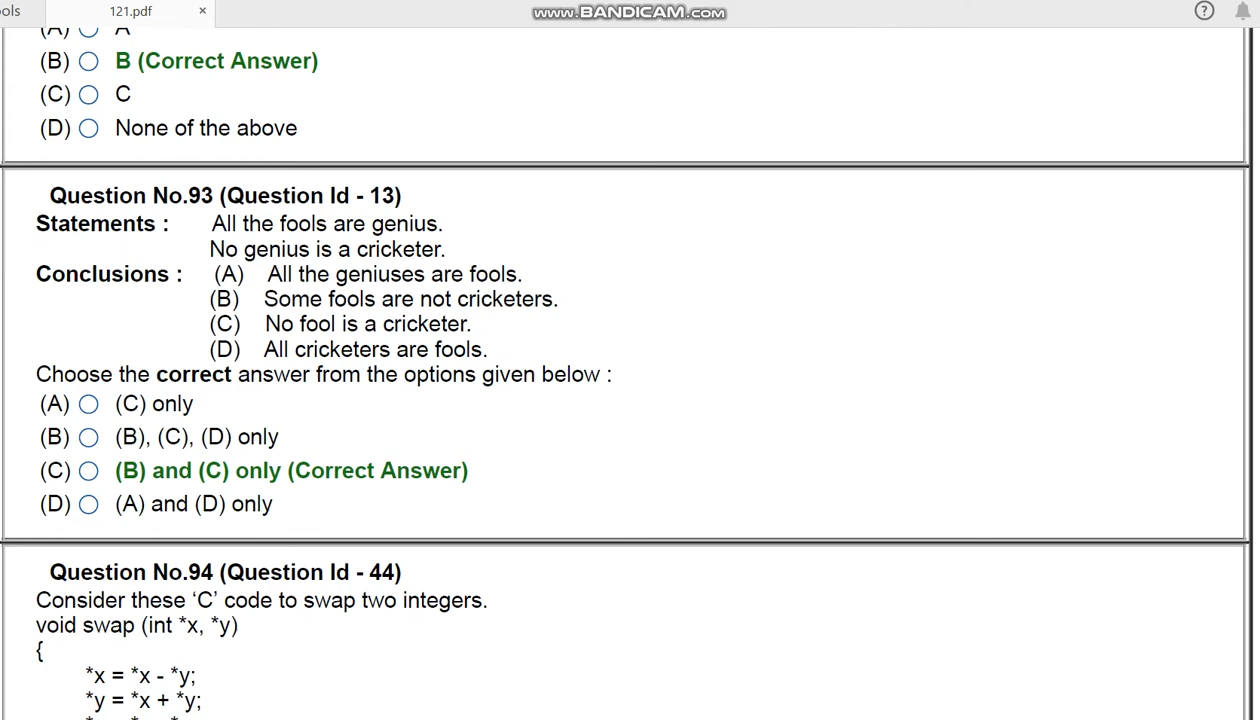 ols
121.pdf ×
www.BANDICAM.com
?
(A) A
(B) B (Correct Answer)
(C) C
(D) None of the above
Question No.93 (Question Id - 13)
Statements : All the fools are genius.
No genius is a cricketer.
Conclusions : (A) All the geniuses are fools.
(B) Some fools are not cricketers.
(C) No fool is a cricketer.
(D) All cricketers are fools.
Choose the correct answer from the options given below :
(A) (C) only
(B) (B), (C), (D) only
(C) (B) and (C) only (Correct Answer)
(D) (A) and (D) only
Question No.94 (Question Id - 44)
Consider these ‘C’ code to swap two integers.
void swap (int *x, *y)
{
*x = *x - *y;
*y = *x + *y;